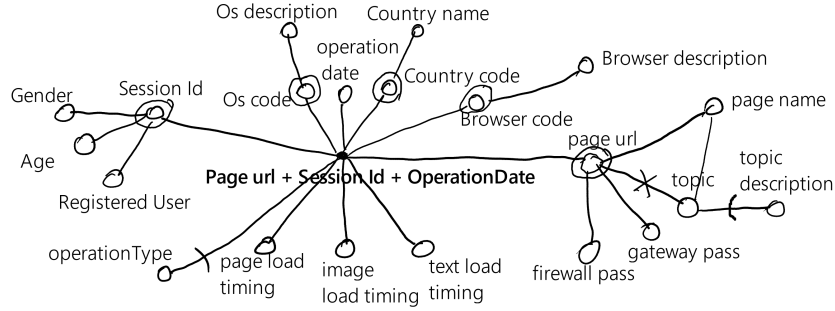 Os description
Country name
operation
date
Browser description
Country code
Session Id
Gender
Os code
page name
Browser code
page url
Age
topic
topic
description
Page url + Session Id + OperationDate
Registered User
operationType
page load
timing
image
load timing
text load
timing
gateway pass
firewall pass